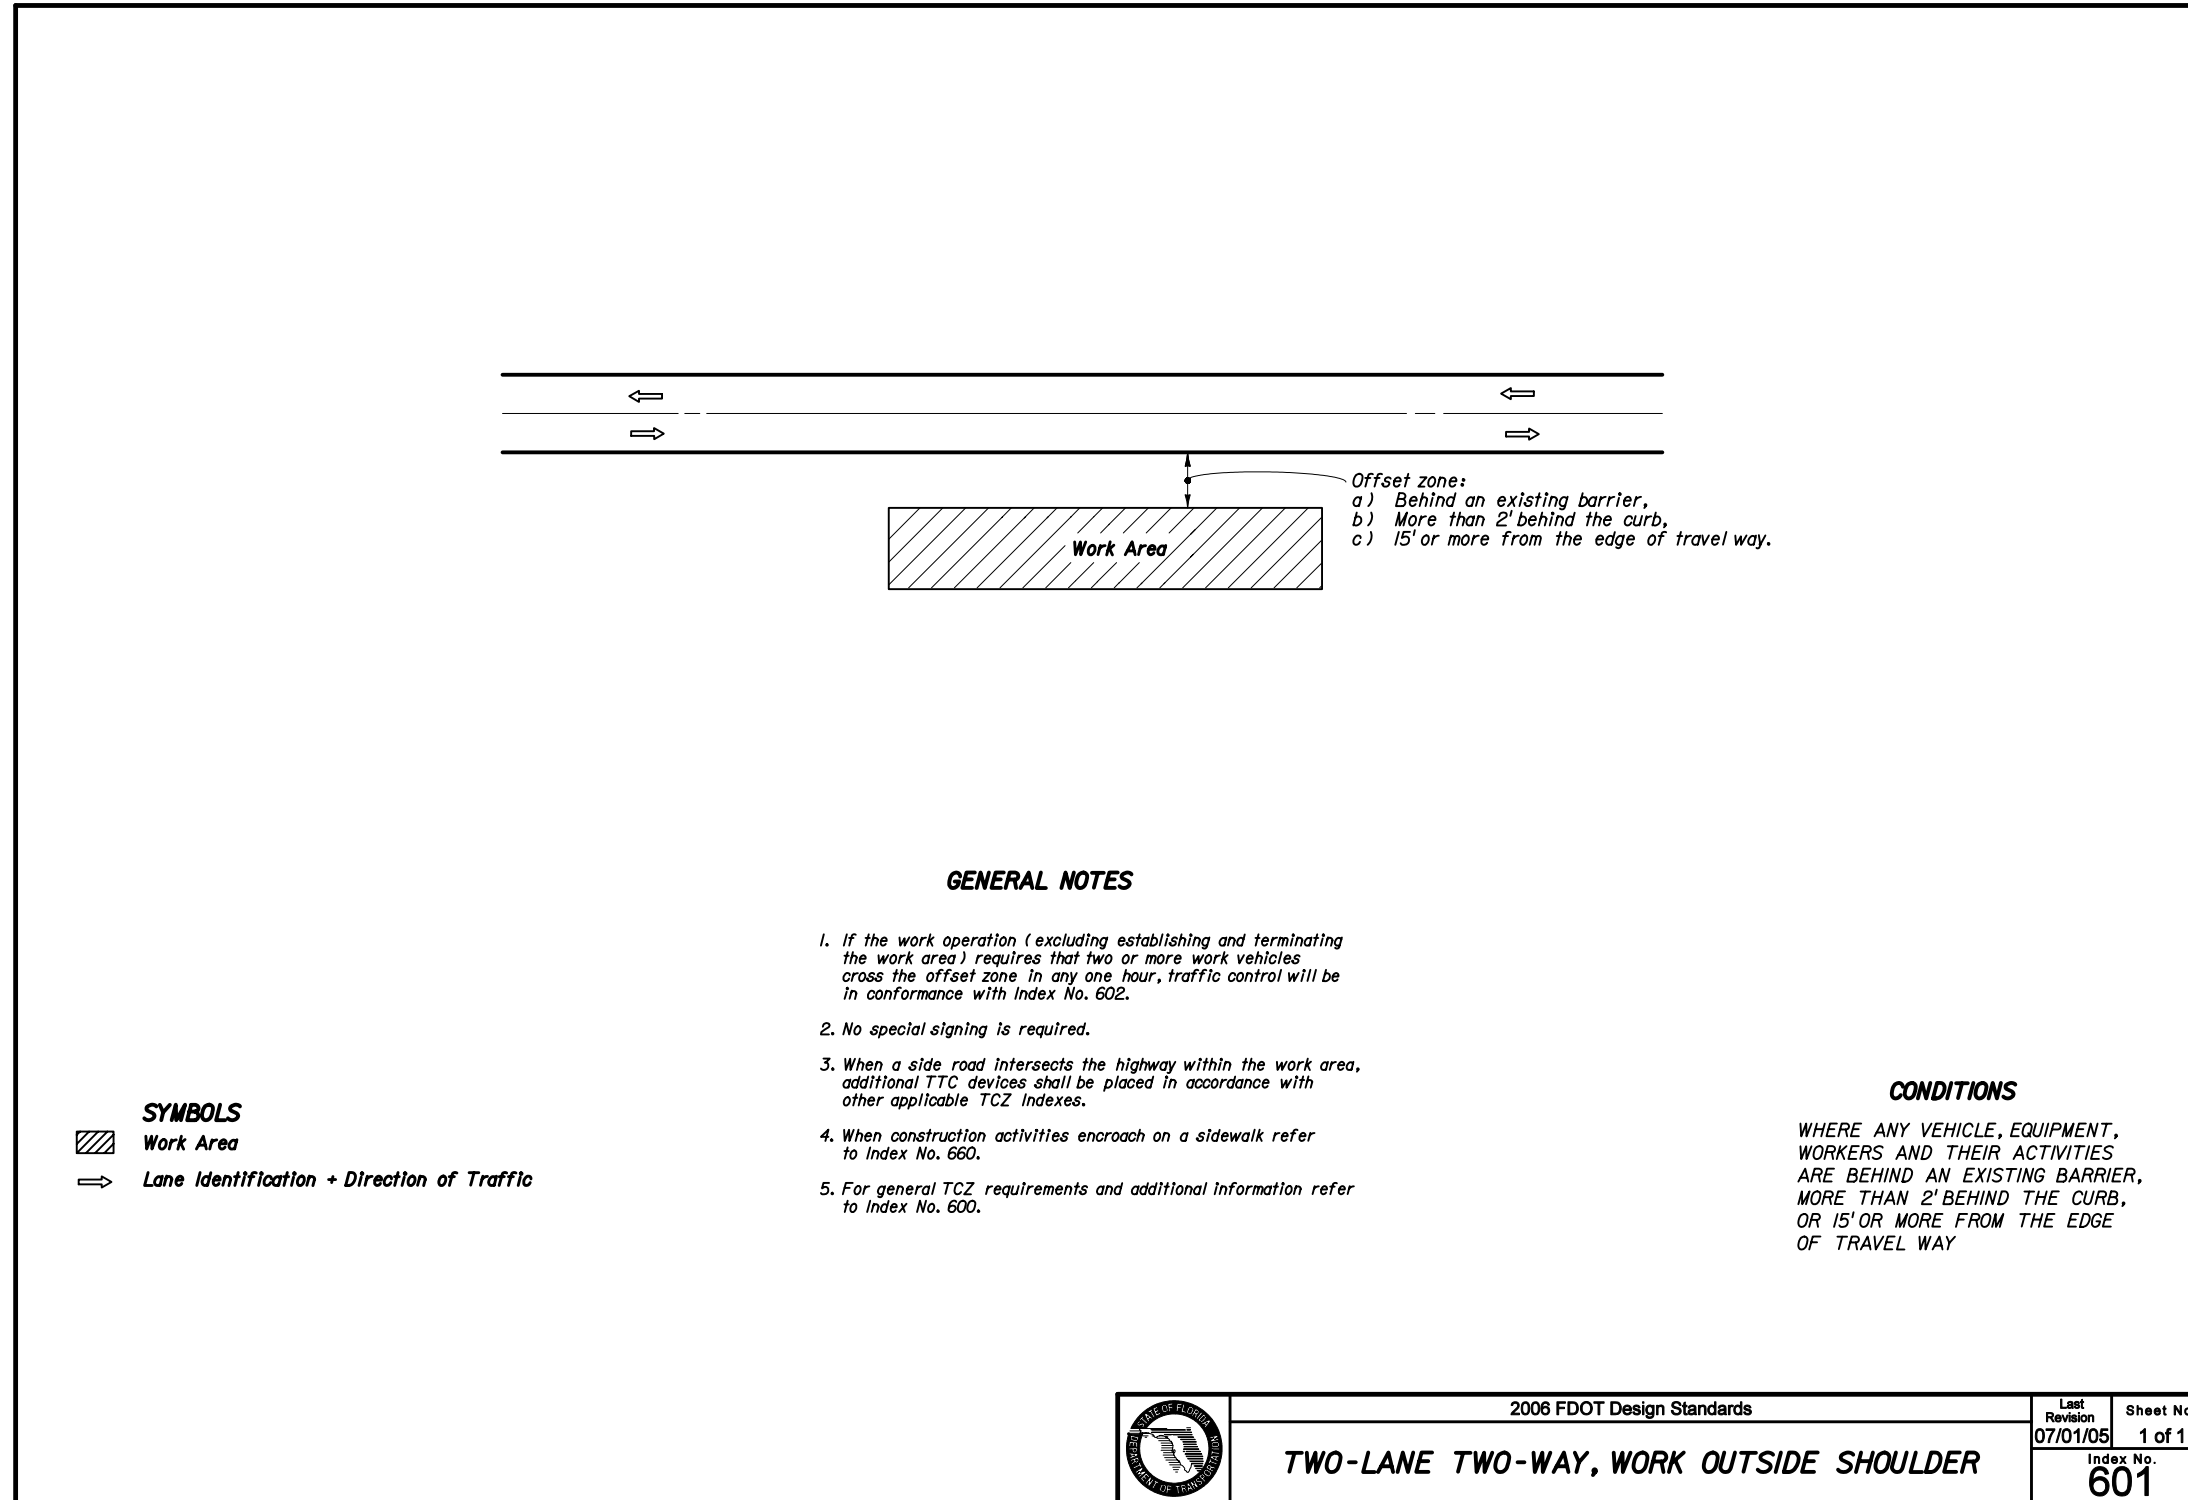 Offset zone:
a) Behind an existing barrier,
b) More than 2' behind the curb,
c) 15' or more from the edge of travel way.
Work Area
GENERAL NOTES
1. If the work operation (excluding establishing and terminating
the work area) requires that two or more work vehicles
cross the offset zone in any one hour, traffic control will be
in conformance with Index No. 602.
2. No special signing is required.
3. When a side road intersects the highway within the work area,
additional TTC devices shall be placed in accordance with
other applicable TCZ Indexes.
4. When construction activities encroach on a sidewalk refer
to Index No. 660.
5. For general TCZ requirements and additional information refer
to Index No. 600.
SYMBOLS
Work Area
Lane Identification + Direction of Traffic
CONDITIONS
WHERE ANY VEHICLE, EQUIPMENT,
WORKERS AND THEIR ACTIVITIES
ARE BEHIND AN EXISTING BARRIER,
MORE THAN 2' BEHIND THE CURB,
OR 15' OR MORE FROM THE EDGE
OF TRAVEL WAY
STATE OF FLORIDA
DEPARTMENT OF TRANSPORTATION
2006 FDOT Design Standards
TWO-LANE TWO-WAY, WORK OUTSIDE SHOULDER
Last
Revision
07/01/05
Sheet No
1 of 1
Index No.
601